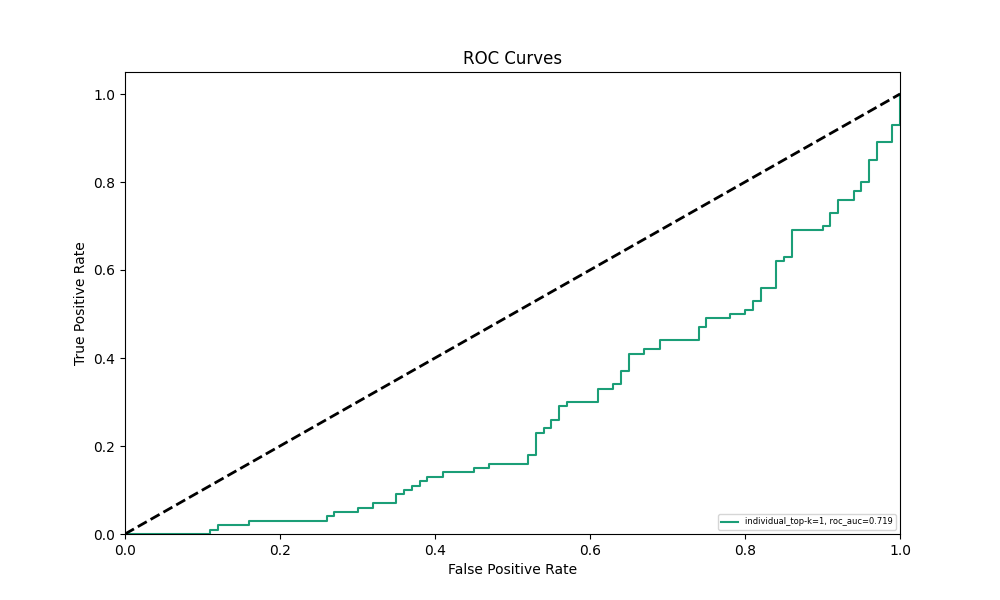 ROC Curves
True Positive Rate
1.0
0.8
0.6
0.4
0.2
0.0
0.0 0.2 0.4 0.6 0.8 1.0
False Positive Rate
individual_top-k=1, roc_auc=0.719